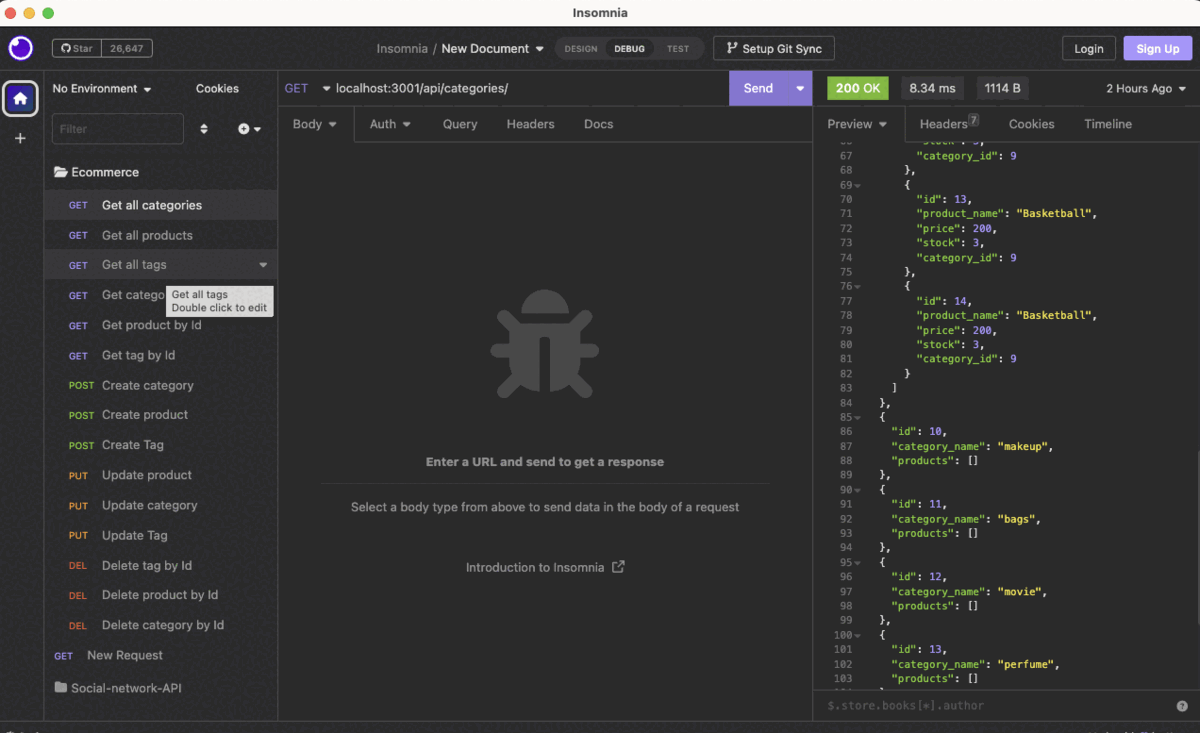 Insomnia
Star 26,647
Insomnia / New Document
DESIGN DEBUG TEST
Setup Git Sync
Login
Sign Up
No Environment
Cookies
Filter
Ecommerce
GET Get all categories
GET Get all products
GET Get all tags
GET Get catego
Get all tags
Double click to edit
GET Get product by Id
GET Get tag by Id
POST Create category
POST Create product
POST Create Tag
PUT Update product
PUT Update category
PUT Update Tag
DEL Delete tag by Id
DEL Delete product by Id
DEL Delete category by Id
GET New Request
Social-network-API
GET localhost:3001/api/categories/
Send
Body Auth Query Headers Docs
Enter a URL and send to get a response
Select a body type from above to send data in the body of a request
Introduction to Insomnia
200 OK 8.34 ms 1114 B 2 Hours Ago
Preview Headers 7 Cookies Timeline
67 "category_id": 9
68 },
69 {
70 "id": 13,
71 "product_name": "Basketball",
72 "price": 200,
73 "stock": 3,
74 "category_id": 9
75 },
76 {
77 "id": 14,
78 "product_name": "Basketball",
79 "price": 200,
80 "stock": 3,
81 "category_id": 9
82 }
83 ]
84 },
85 {
86 "id": 10,
87 "category_name": "makeup",
88 "products": []
89 },
90 {
91 "id": 11,
92 "category_name": "bags",
93 "products": []
94 },
95 {
96 "id": 12,
97 "category_name": "movie",
98 "products": []
99 },
100 {
101 "id": 13,
102 "category_name": "perfume",
103 "products": []
$.store.books[*].author